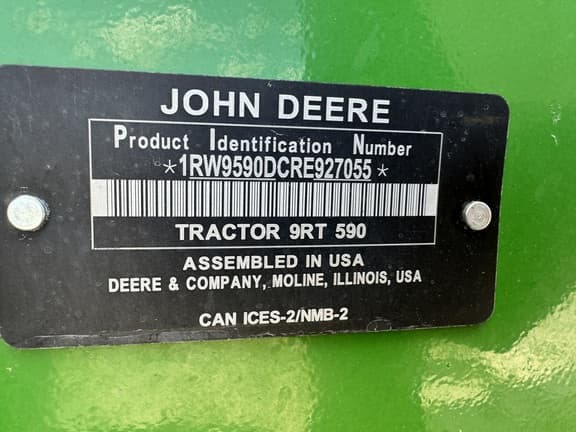 JOHN DEERE
Product Identification Number
*1RW9590DCRE927055*
TRACTOR 9RT 590
ASSEMBLED IN USA
DEERE & COMPANY, MOLINE, ILLINOIS, USA
CAN ICES-2/NMB-2